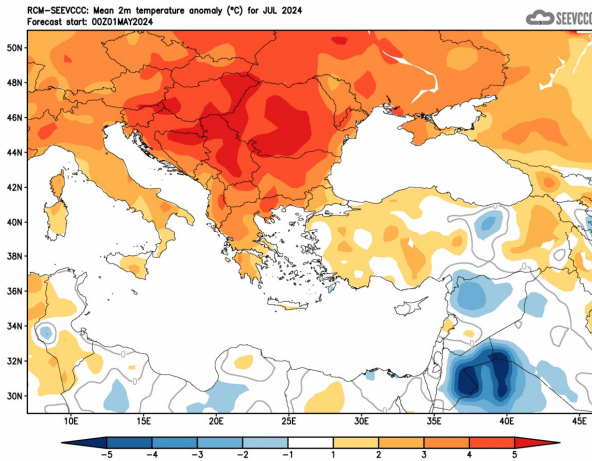 RCM-SEEVCCC: Mean 2m temperature anomaly (°C) for JUL 2024
Forecast start: 00Z01MAY2024
SEEVCCC
50N
48N
46N
44N
42N
40N
38N
36N
34N
32N
30N
10E 15E 20E 25E 30E 35E 40E 45E
-5 -4 -3 -2 -1 1 2 3 4 5